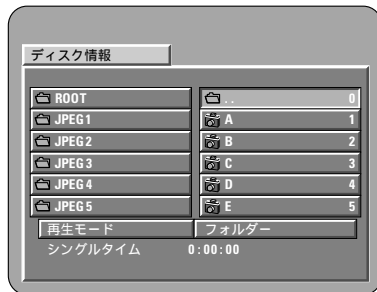 ディスク情報
ROOT
JPEG1
JPEG2
JPEG3
JPEG4
JPEG5
.. 0
A 1
B 2
C 3
D 4
E 5
再生モード フォルダー
シングルタイム 0:00:00